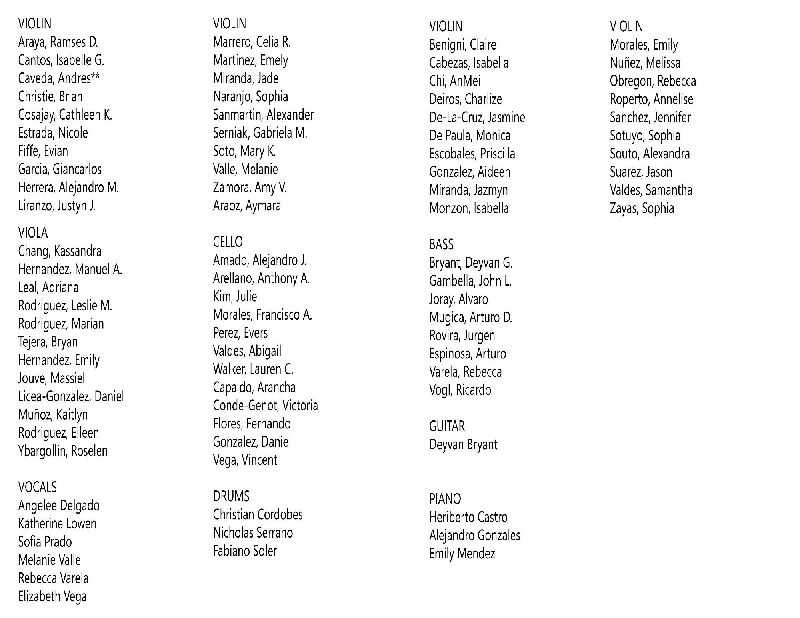 VIOLIN
Araya, Ramses D.
Cantos, Isabelle G.
Caveda, Andres**
Christie, Brian
Cosajay, Cathleen K.
Estrada, Nicole
Fiffe, Evian
Garcia, Giancarlos
Herrera, Alejandro M.
Liranzo, Justyn J.
VIOLA
Chang, Kassandra
Hernandez, Manuel A.
Leal, Adriana
Rodriguez, Leslie M.
Rodriguez, Marian
Tejera, Bryan
Hernandez, Emily
Jouve, Massiel
Licea-Gonzalez, Daniel
Muñoz, Kaitlyn
Rodriguez, Eileen
Ybargollin, Roselen
VOCALS
Angelee Delgado
Katherine Lowen
Sofia Prado
Melanie Valle
Rebecca Varela
Elizabeth Vega
VIOLIN
Marrero, Celia R.
Martinez, Emely
Miranda, Jade
Naranjo, Sophia
Sanmartin, Alexander
Serniak, Gabriela M.
Soto, Mary K.
Valle, Melanie
Zamora, Amy V.
Araoz, Aymara
CELLO
Amado, Alejandro J.
Arellano, Anthony A.
Kim, Julie
Morales, Francisco A.
Perez, Evers
Valdes, Abigail
Walker, Lauren C.
Capaldo, Arancha
Conde-Genot, Victoria
Flores, Fernando
Gonzalez, Daniel
Vega, Vincent
DRUMS
Christian Cordobes
Nicholas Serrano
Fabiano Soler
VIOLIN
Benigni, Claire
Cabezas, Isabella
Chi, AnMei
Deiros, Charlize
De-La-Cruz, Jasmine
De Paula, Monica
Escobales, Priscilla
Gonzalez, Aideen
Miranda, Jazmyn
Monzon, Isabella
BASS
Bryant, Deyvan G.
Gambella, John L.
Joray, Alvaro
Mugica, Arturo D.
Rovira, Jurgen
Espinosa, Arturo
Varela, Rebecca
Vogl, Ricardo
GUITAR
Deyvan Bryant
PIANO
Heriberto Castro
Alejandro Gonzales
Emily Mendez
VIOLIN
Morales, Emily
Nuñez, Melissa
Obregon, Rebecca
Roperto, Annelise
Sanchez, Jennifer
Sotuyo, Sophia
Souto, Alexandra
Suarez, Jason
Valdes, Samantha
Zayas, Sophia